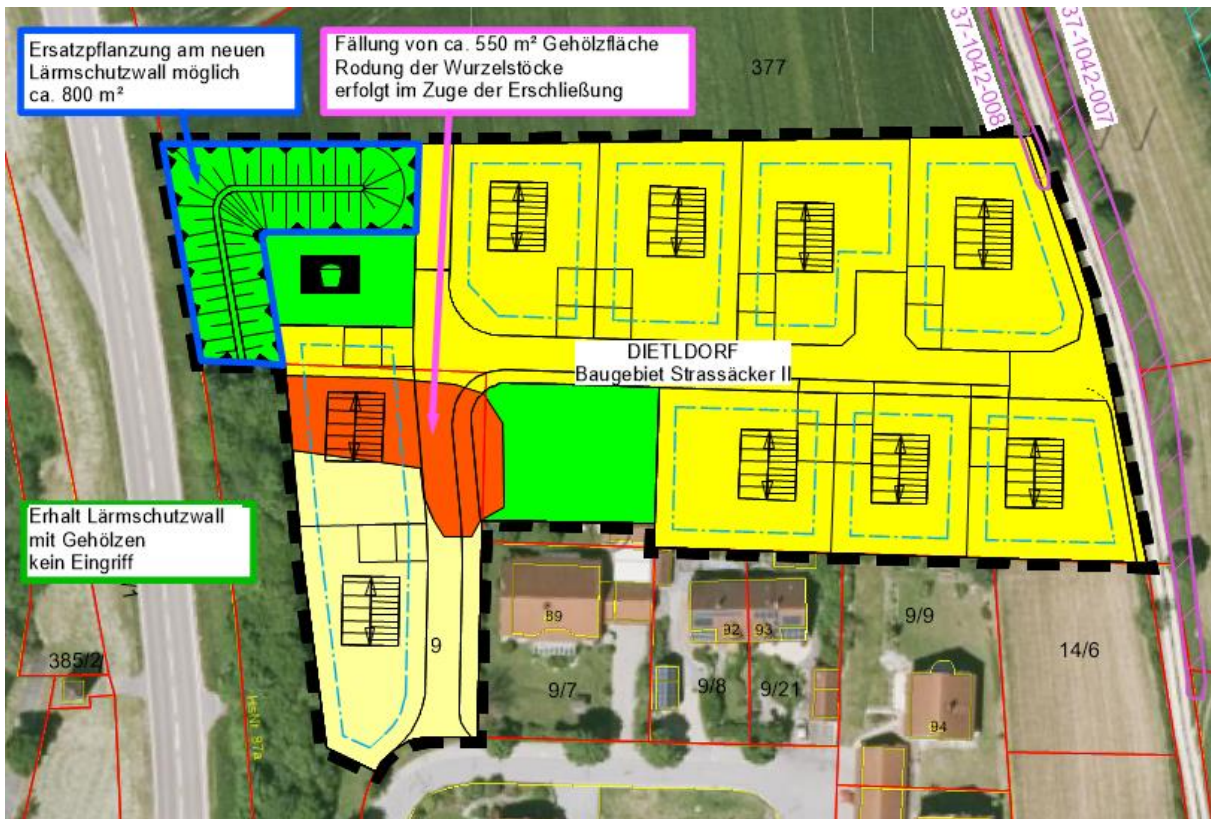 Ersatzpflanzung am neuen
Lärmschutzwall möglich
ca. 800 m²
Fällung von ca. 550 m² Gehölzfläche
Rodung der Wurzelstöcke
erfolgt im Zuge der Erschließung
377
37-1042-008
37-1042-007
DIETLDORF
Baugebiet Strassäcker II
Erhalt Lärmschutzwall
mit Gehölzen
kein Eingriff
385/2
HsNr. 87a
9
89
9/7
92
93
9/8
9/21
9/9
94
14/6